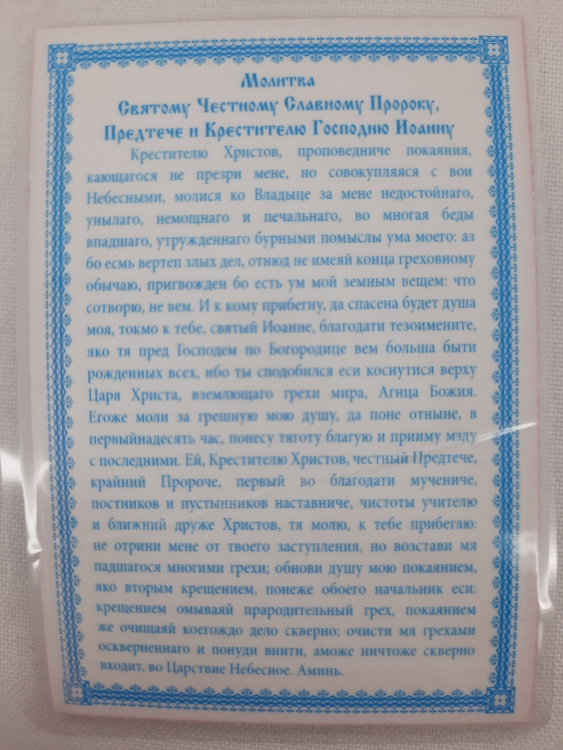 Молитва
Святому Честному Славному Пророку,
Предтече и Крестителю Господню Иоанну
Крестителю Христов, проповедниче покаяния,
кающагося не презри мене, но совокупляяся с вои
Небесными, молися ко Владыце за мене недостойнаго,
унылаго, немощнаго и печальнаго, во многая беды
впадшаго, утружденнаго бурными помыслы ума моего: аз
бо есмь вертеп злых дел, отнюд не имеяй конца греховному
обычаю, пригвожден бо есть ум мой земным вещем: что
сотворю, не вем. И к кому прибегну, да спасена будет душа
моя, токмо к тебе, святый Иоанне, благодати тезоимените,
яко тя пред Господем по Богородице вем больша быти
рожденных всех, ибо ты сподобился еси коснутися верху
Царя Христа, вземлющаго грехи мира, Агнца Божия.
Егоже моли за грешную мою душу, да поне отныне, в
первыйнадесять час, понесу тяготу благую и прииму мзду
с последними. Ей, Крестителю Христов, честный Предтече,
крайний Пророче, первый во благодати мучениче,
постников и пустынников наставниче, чистоты учителю
и ближний друже Христов, тя молю, к тебе прибегаю:
не отрини мене от твоего заступления, но возстави мя
падшагося многими грехи; обнови душу мою покаянием,
яко вторым крещением, понеже обоего начальник еси:
крещением омываяй прародительный грех, покаянием
же очищаяй коегождо дело скверно; очисти мя грехами
оскверненнаго и понуди внити, аможе ничтоже скверно
входит, во Царствие Небесное. Аминь.